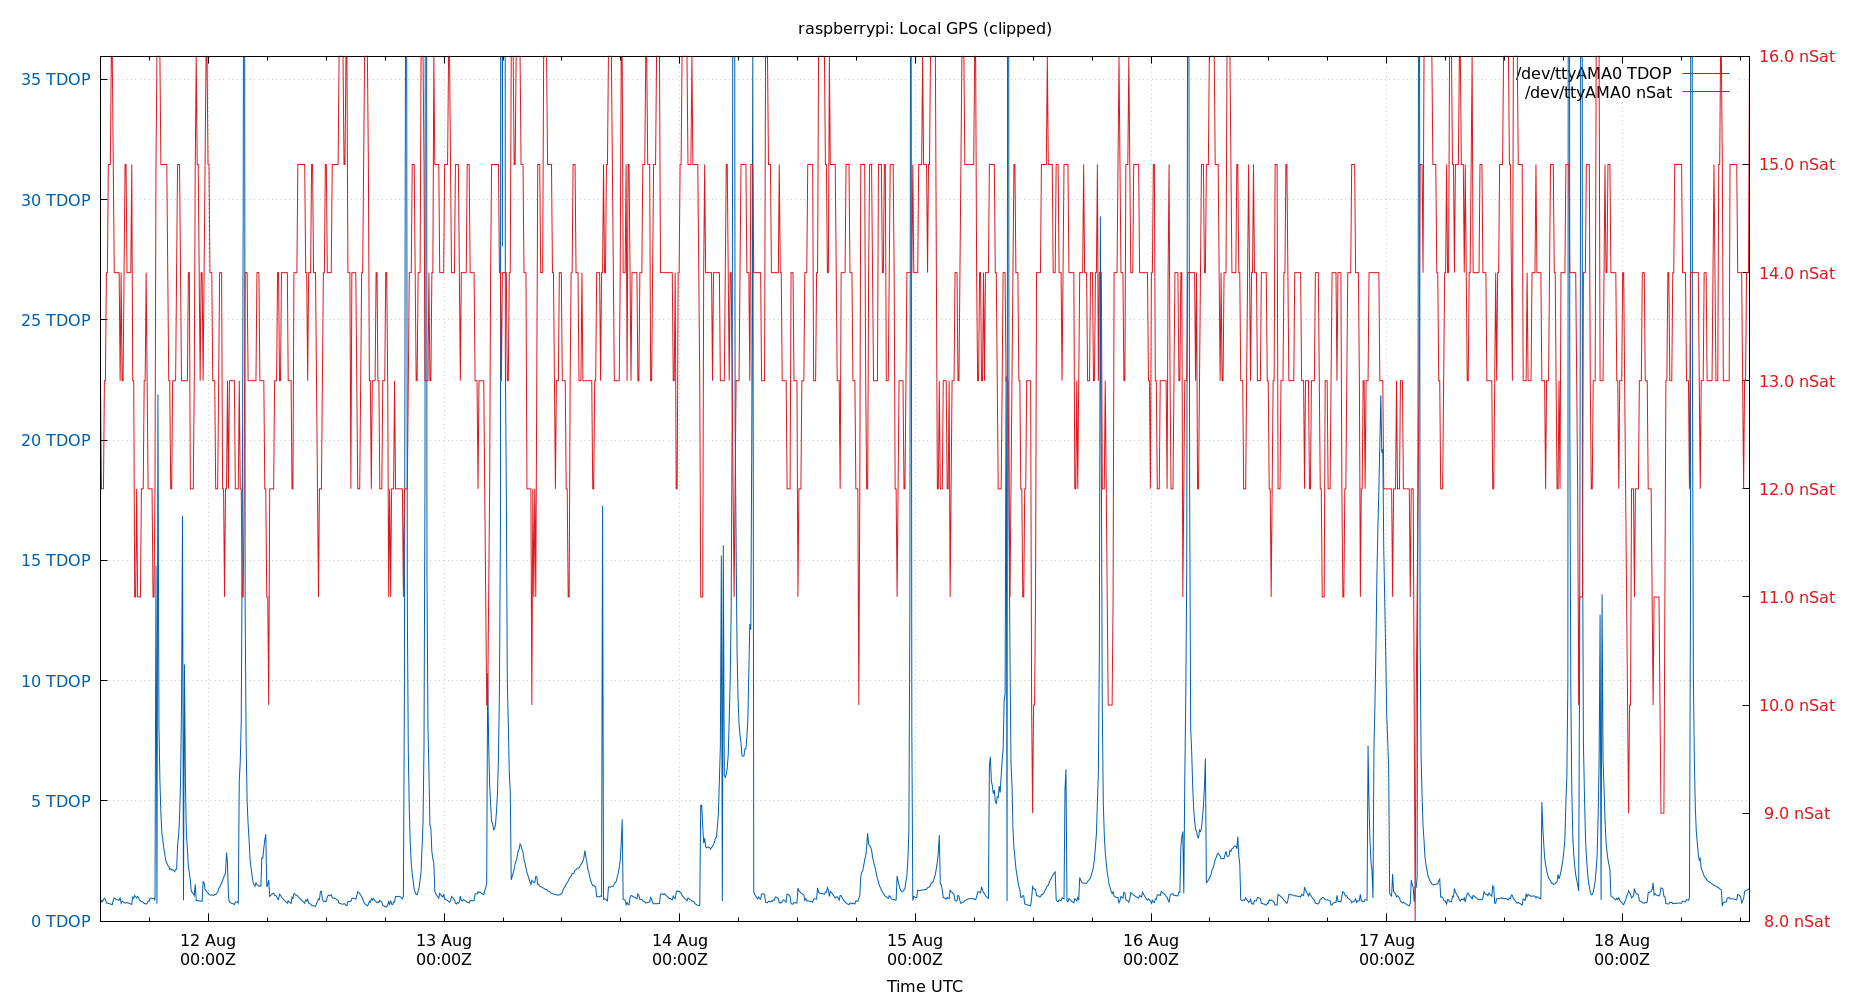 raspberrypi: Local GPS (clipped)
/dev/ttyAMA0 TDOP
/dev/ttyAMA0 nSat
35 TDOP
30 TDOP
25 TDOP
20 TDOP
15 TDOP
10 TDOP
5 TDOP
0 TDOP
16.0 nSat
15.0 nSat
14.0 nSat
13.0 nSat
12.0 nSat
11.0 nSat
10.0 nSat
9.0 nSat
8.0 nSat
12 Aug
00:00Z
13 Aug
00:00Z
14 Aug
00:00Z
15 Aug
00:00Z
16 Aug
00:00Z
17 Aug
00:00Z
18 Aug
00:00Z
Time UTC